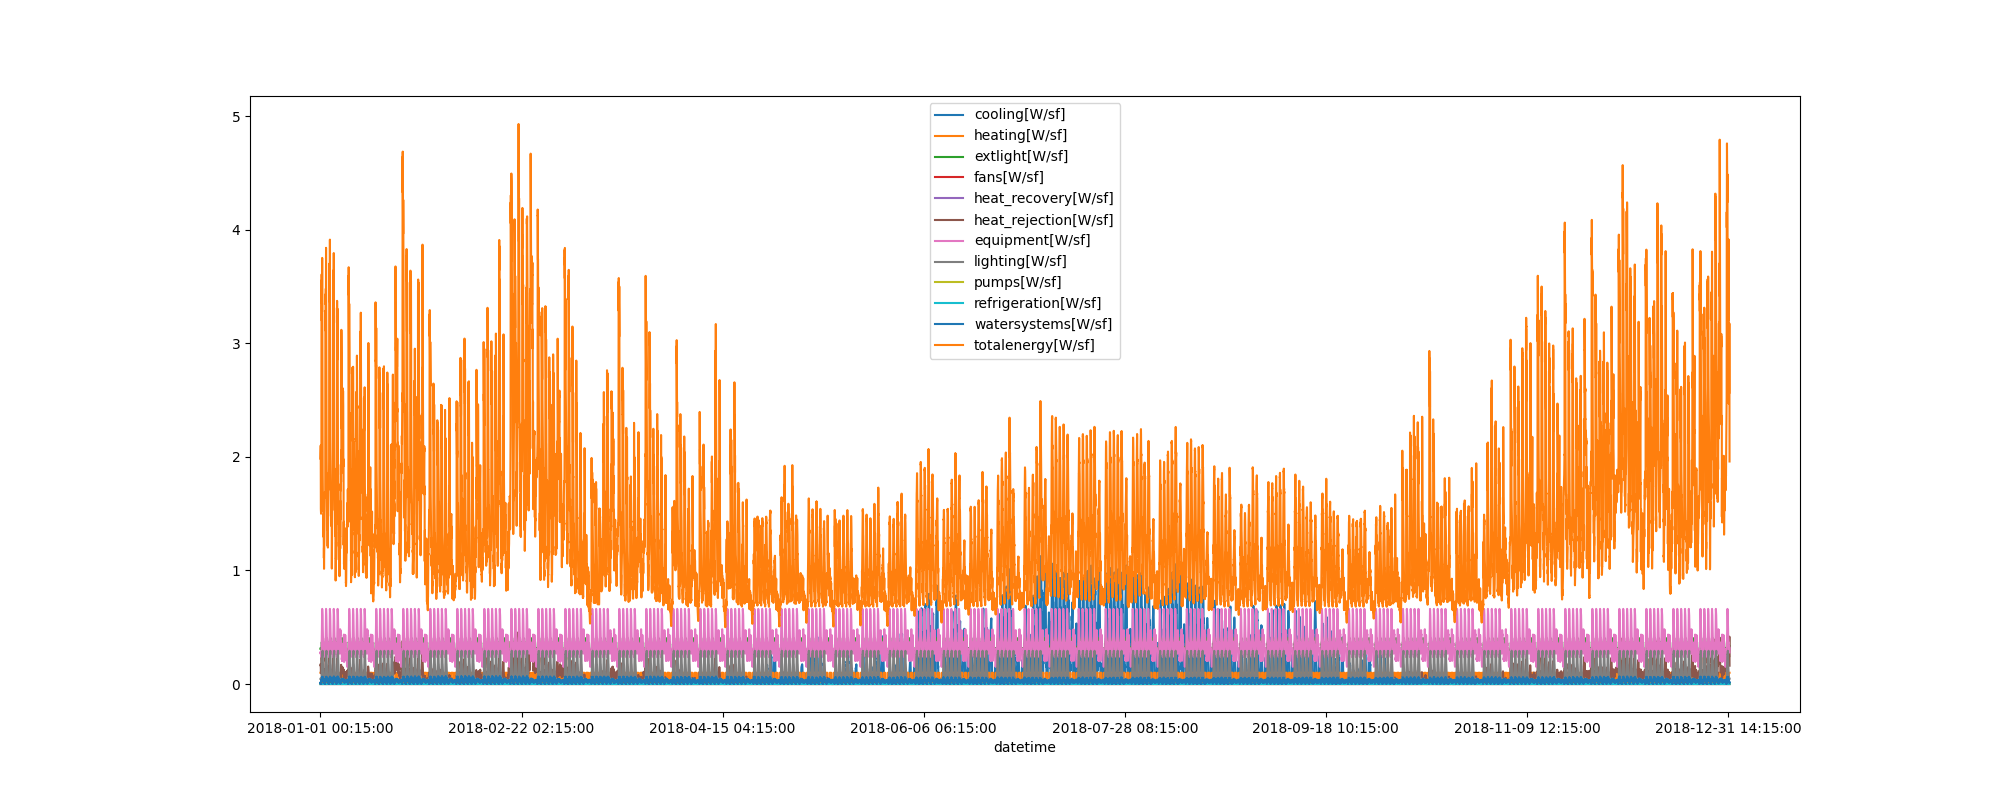 5
4
3
2
1
0
cooling[W/sf]
heating[W/sf]
extlight[W/sf]
fans[W/sf]
heat_recovery[W/sf]
heat_rejection[W/sf]
equipment[W/sf]
lighting[W/sf]
pumps[W/sf]
refrigeration[W/sf]
watersystems[W/sf]
totalenergy[W/sf]
2018-01-01 00:15:00 2018-02-22 02:15:00 2018-04-15 04:15:00 2018-06-06 06:15:00 2018-07-28 08:15:00 2018-09-18 10:15:00 2018-11-09 12:15:00 2018-12-31 14:15:00
datetime